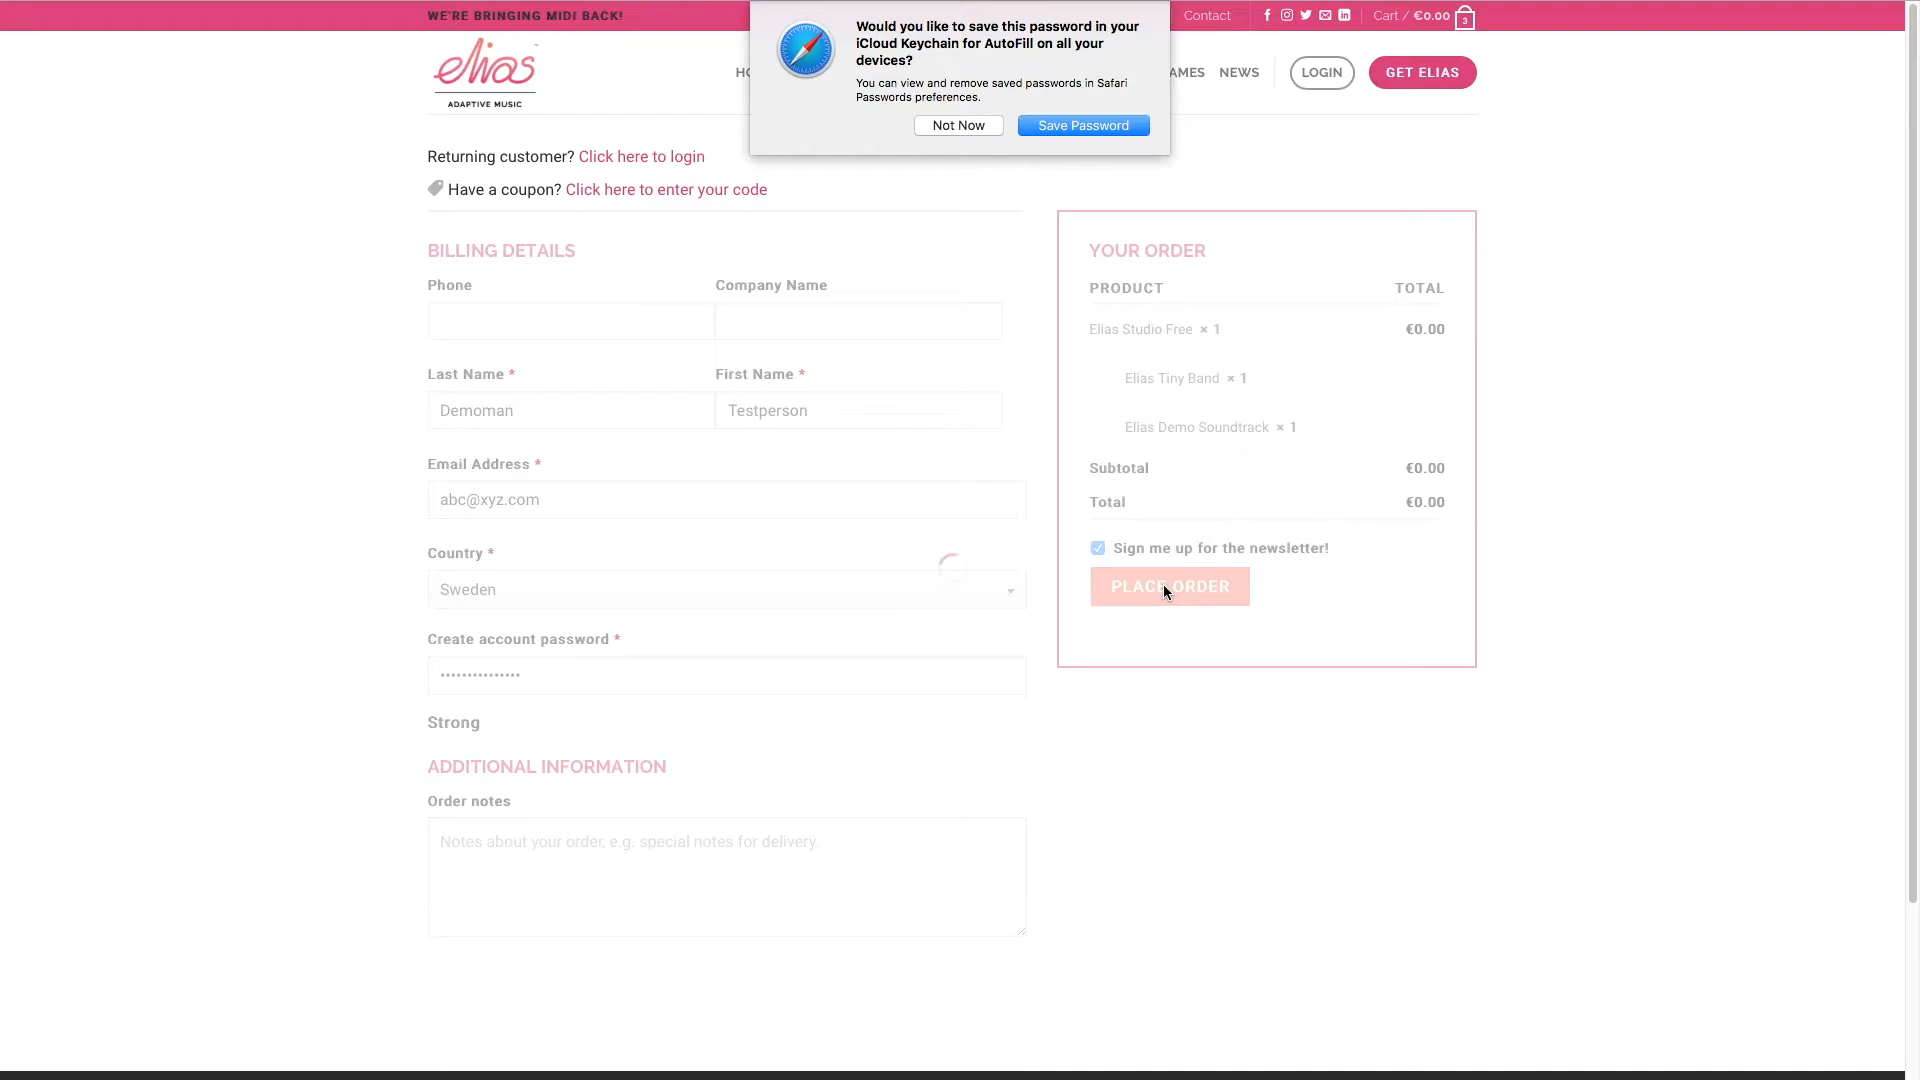 WE'RE BRINGING MIDI BACK!
Contact
Cart / €0.00
3
Would you like to save this password in your
iCloud Keychain for AutoFill on all your
devices?
You can view and remove saved passwords in Safari
Passwords preferences.
Not Now
Save Password
elias
ADAPTIVE MUSIC
NEWS
LOGIN
GET ELIAS
Returning customer? Click here to login
Have a coupon? Click here to enter your code
BILLING DETAILS
Phone
Company Name
Last Name *
First Name *
Demoman
Testperson
Email Address *
abc@xyz.com
Country *
Sweden
Create account password *
•••••••••••••••
Strong
ADDITIONAL INFORMATION
Order notes
Notes about your order, e.g. special notes for delivery.
YOUR ORDER
PRODUCT
TOTAL
Elias Studio Free × 1
€0.00
Elias Tiny Band × 1
Elias Demo Soundtrack × 1
Subtotal
€0.00
Total
€0.00
Sign me up for the newsletter!
PLACE ORDER